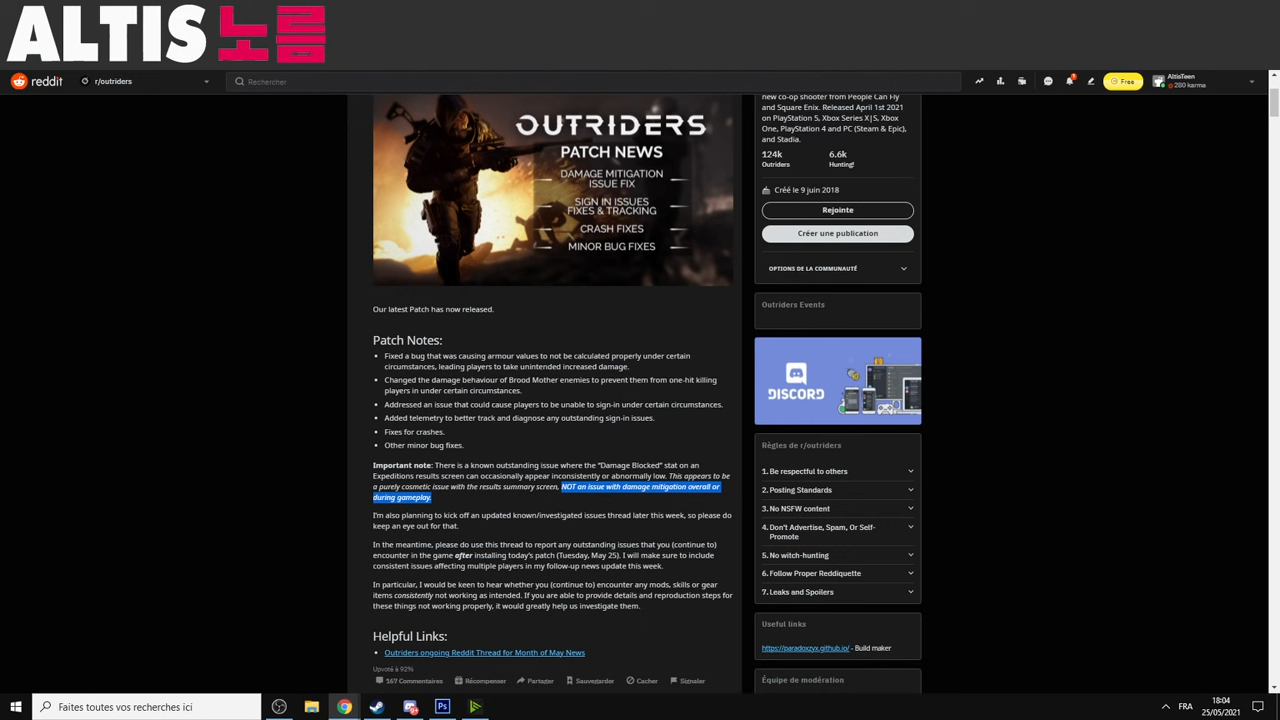 ALTIS 노름
reddit
r/outriders
Rechercher
Free
AltisTeen
280 karma
OUTRIDERS
PATCH NEWS
DAMAGE MITIGATION
ISSUE FIX
SIGN IN ISSUES
FIXES & TRACKING
CRASH FIXES
MINOR BUG FIXES
Our latest Patch has now released.
Patch Notes:
Fixed a bug that was causing armour values to not be calculated properly under certain
circumstances, leading players to take unintended increased damage.
Changed the damage behaviour of Brood Mother enemies to prevent them from one-hit killing
players in under certain circumstances.
Addressed an issue that could cause players to be unable to sign-in under certain circumstances.
Added telemetry to better track and diagnose any outstanding sign-in issues.
Fixes for crashes.
Other minor bug fixes.
Important note: There is a known outstanding issue where the "Damage Blocked" stat on an
Expeditions results screen can occasionally appear inconsistently or abnormally low. This appears to be
a purely cosmetic issue with the results summary screen, NOT an issue with damage mitigation overall or
during gameplay.
I'm also planning to kick off an updated known/investigated issues thread later this week, so please do
keep an eye out for that.
In the meantime, please do use this thread to report any outstanding issues that you (continue to)
encounter in the game after installing today's patch (Tuesday, May 25). I will make sure to include
consistent issues affecting multiple players in my follow-up news update this week.
In particular, I would be keen to hear whether you (continue to) encounter any mods, skills or gear
items consistently not working as intended. If you are able to provide details and reproduction steps for
these things not working properly, it would greatly help us investigate them.
Helpful Links:
Outriders ongoing Reddit Thread for Month of May News
Upvoté à 92%
167 Commentaires
Récompenser
Partager
Sauvegarder
Cacher
Signaler
new co-op shooter from People Can Fly
and Square Enix. Released April 1st 2021
on PlayStation 5, Xbox Series X|S, Xbox
One, PlayStation 4 and PC (Steam & Epic),
and Stadia.
124k 6.6k
Outriders Hunting!
Créé le 9 juin 2018
Rejointe
Créer une publication
OPTIONS DE LA COMMUNAUTÉ
Outriders Events
DISCORD
Règles de r/outriders
1. Be respectful to others
2. Posting Standards
3. No NSFW content
4. Don't Advertise, Spam, Or Self-
Promote
5. No witch-hunting
6. Follow Proper Reddiquette
7. Leaks and Spoilers
Useful links
https://paradoxzyx.github.io/ - Build maker
Équipe de modération
Faites toutes vos recherches ici
Ps
FRA
18:04
25/05/2021